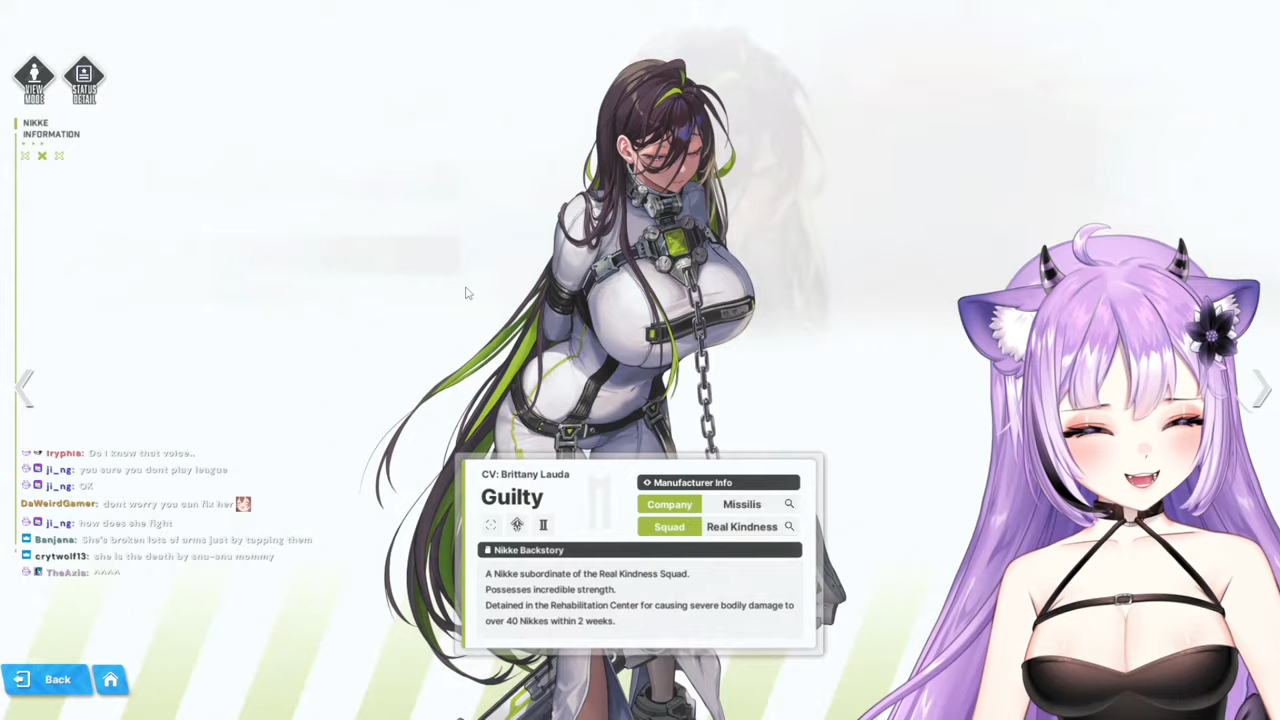 VIEW
MODE
STATUS
DETAIL
NIKKE
INFORMATION
Iryphia: Do I know that voice..
ji_ng: you sure you dont play league
ji_ng: OK
DaWeirdGamer: dont worry you can fix her
ji_ng: how does she fight
Banjana: She's broken lots of arms just by tapping them
crytwolf13: she is the death by snu-snu mommy
TheAxia: ^^^^
CV: Brittany Lauda
Guilty
Manufacturer Info
Company Missilis
Squad Real Kindness
Nikke Backstory
A Nikke subordinate of the Real Kindness Squad.
Possesses incredible strength.
Detained in the Rehabilitation Center for causing severe bodily damage to
over 40 Nikkes within 2 weeks.
Back